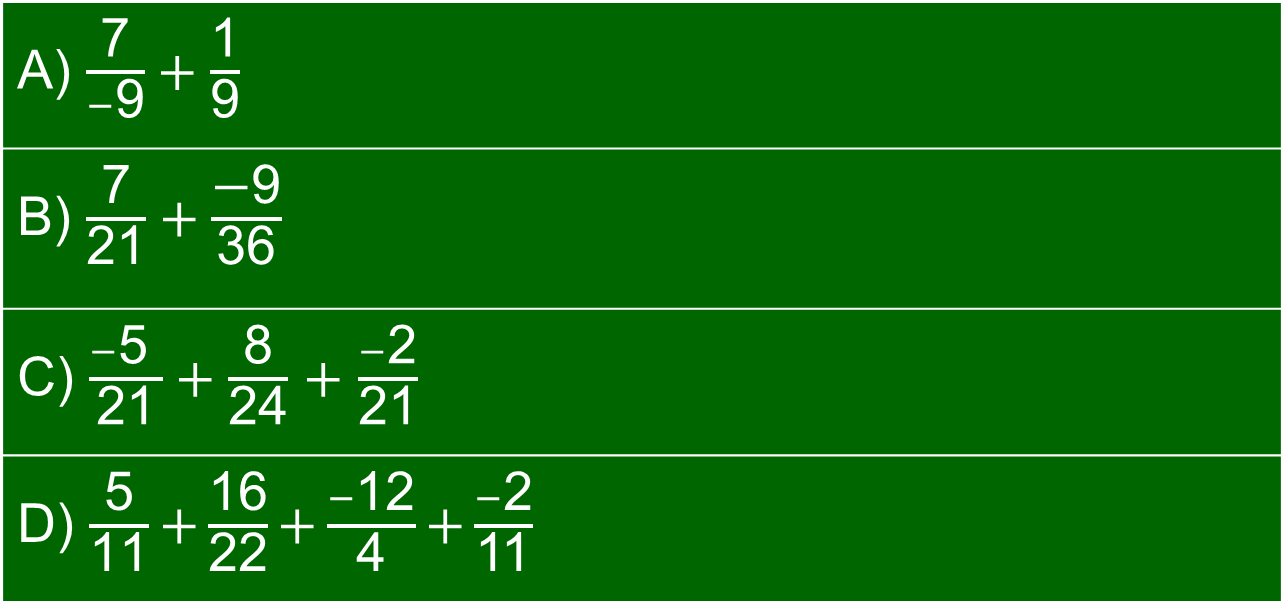 A) 7/−9 + 1/9
B) 7/21 + −9/36
C) −5/21 + 8/24 + −2/21
D) 5/11 + 16/22 + −12/4 + −2/11